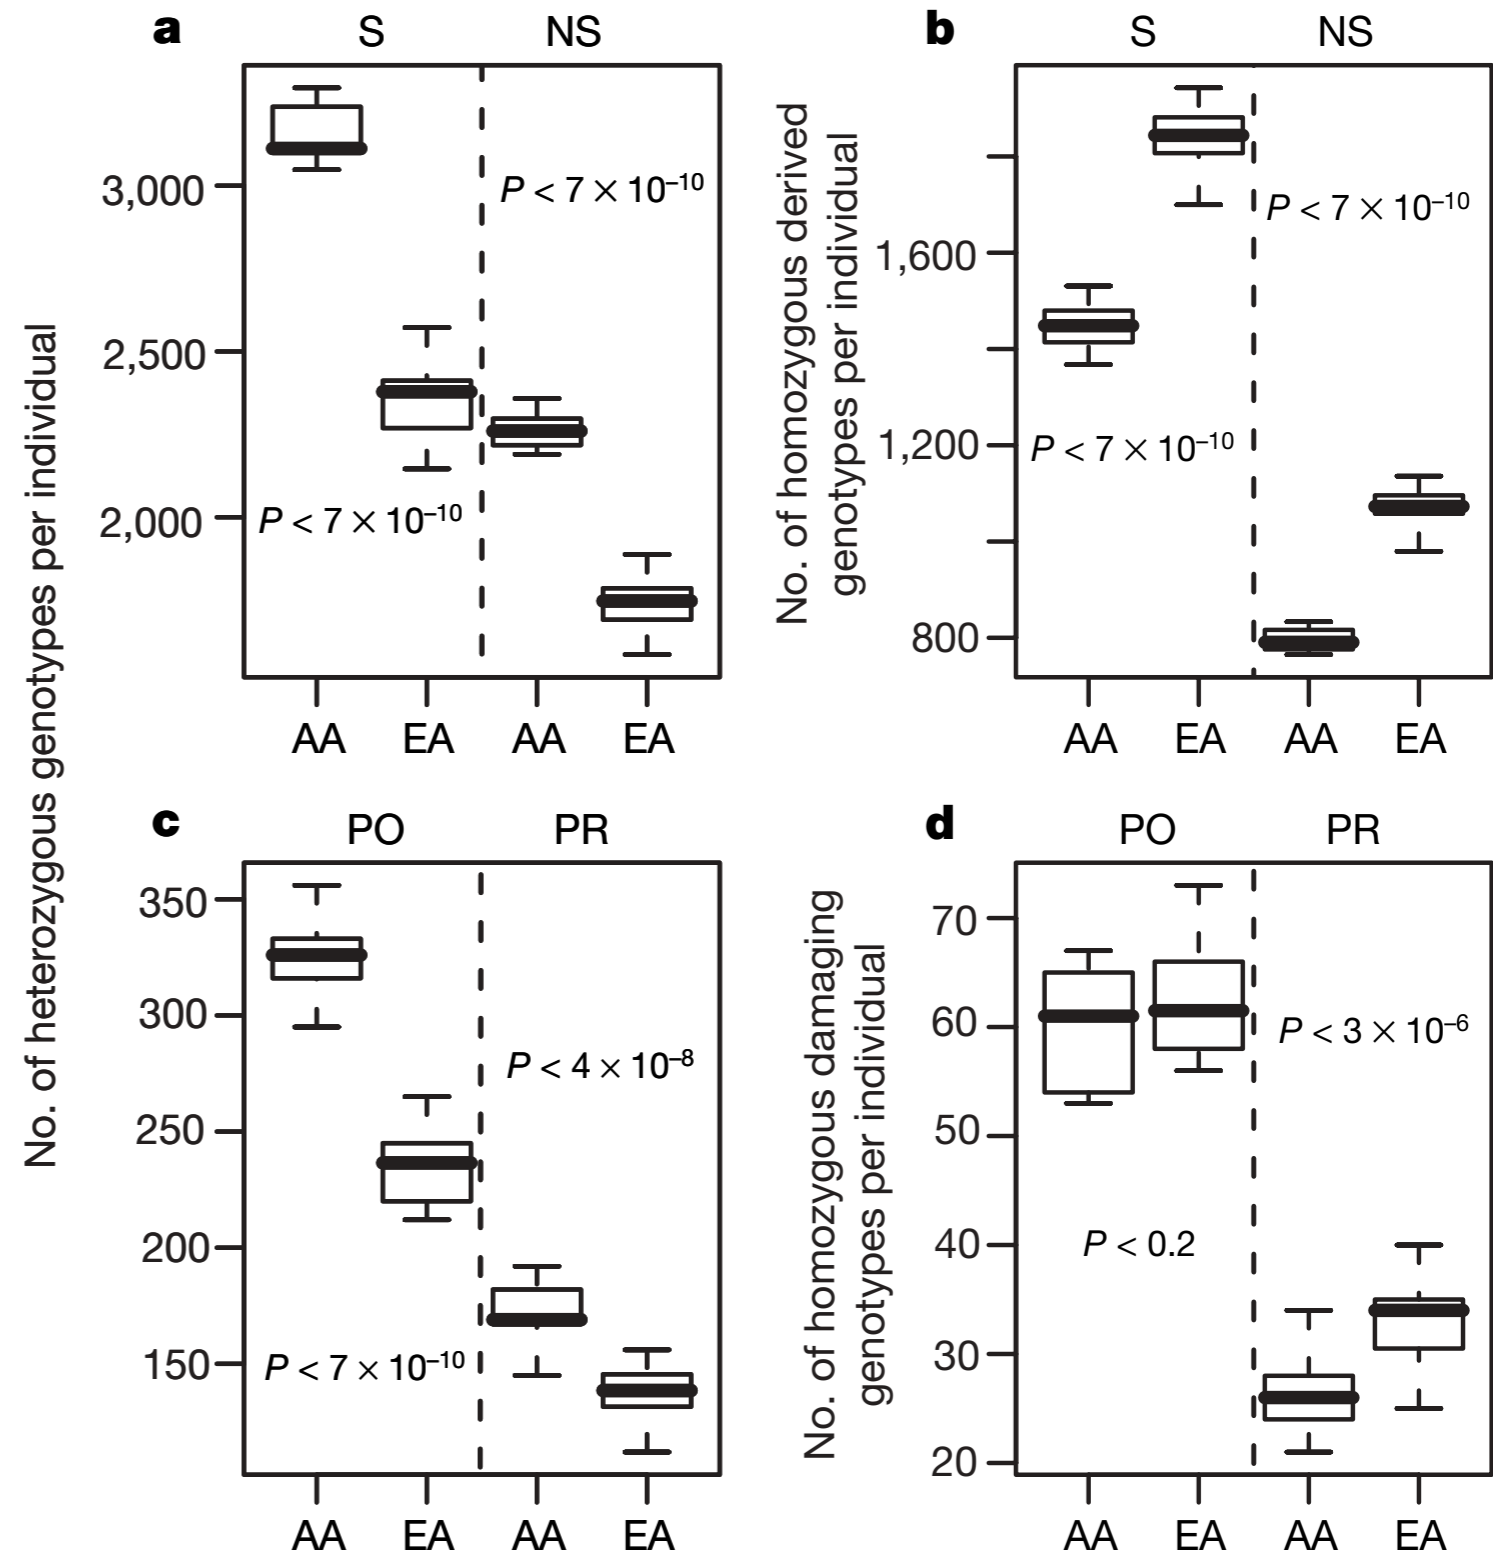 a
S NS
No. of heterozygous genotypes per individual
3,000
2,500
2,000
P < 7 × 10⁻¹⁰
P < 7 × 10⁻¹⁰
AA EA AA EA
b
S NS
No. of homozygous derived
genotypes per individual
1,600
1,200
800
P < 7 × 10⁻¹⁰
P < 7 × 10⁻¹⁰
AA EA AA EA
c
PO PR
350
300
250
200
150
P < 4 × 10⁻⁸
P < 7 × 10⁻¹⁰
AA EA AA EA
d
PO PR
No. of homozygous damaging
genotypes per individual
70
60
50
40
30
20
P < 3 × 10⁻⁶
P < 0.2
AA EA AA EA